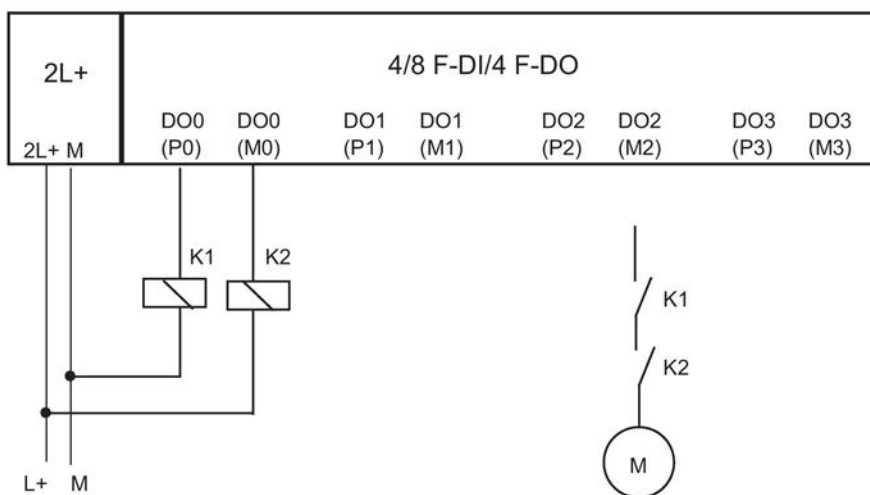 2L+
4/8 F-DI/4 F-DO
DO0 DO0 DO1 DO1 DO2 DO2 DO3 DO3
2L+ M (P0) (M0) (P1) (M1) (P2) (M2) (P3) (M3)
K1 K2
K1
K2
M
L+ M